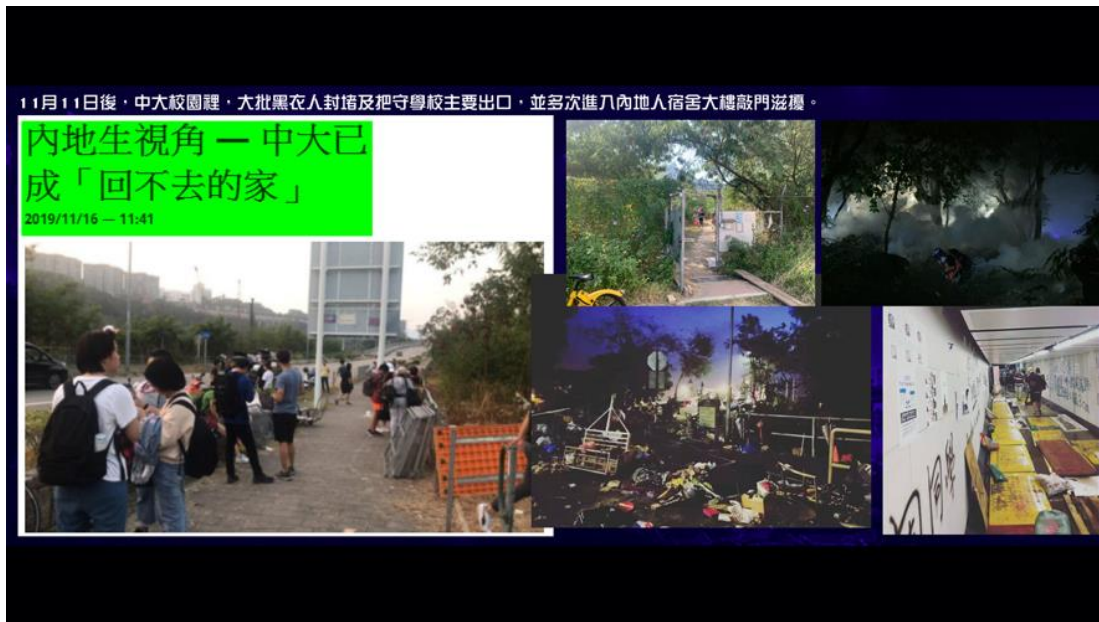 11月11日後，中大校園裡，大批黑衣人封堵及把守學校主要出口，並多次進入內地人宿舍大樓敲門滋擾。
內地生視角 — 中大已
成「回不去的家」
2019/11/16 — 11:41